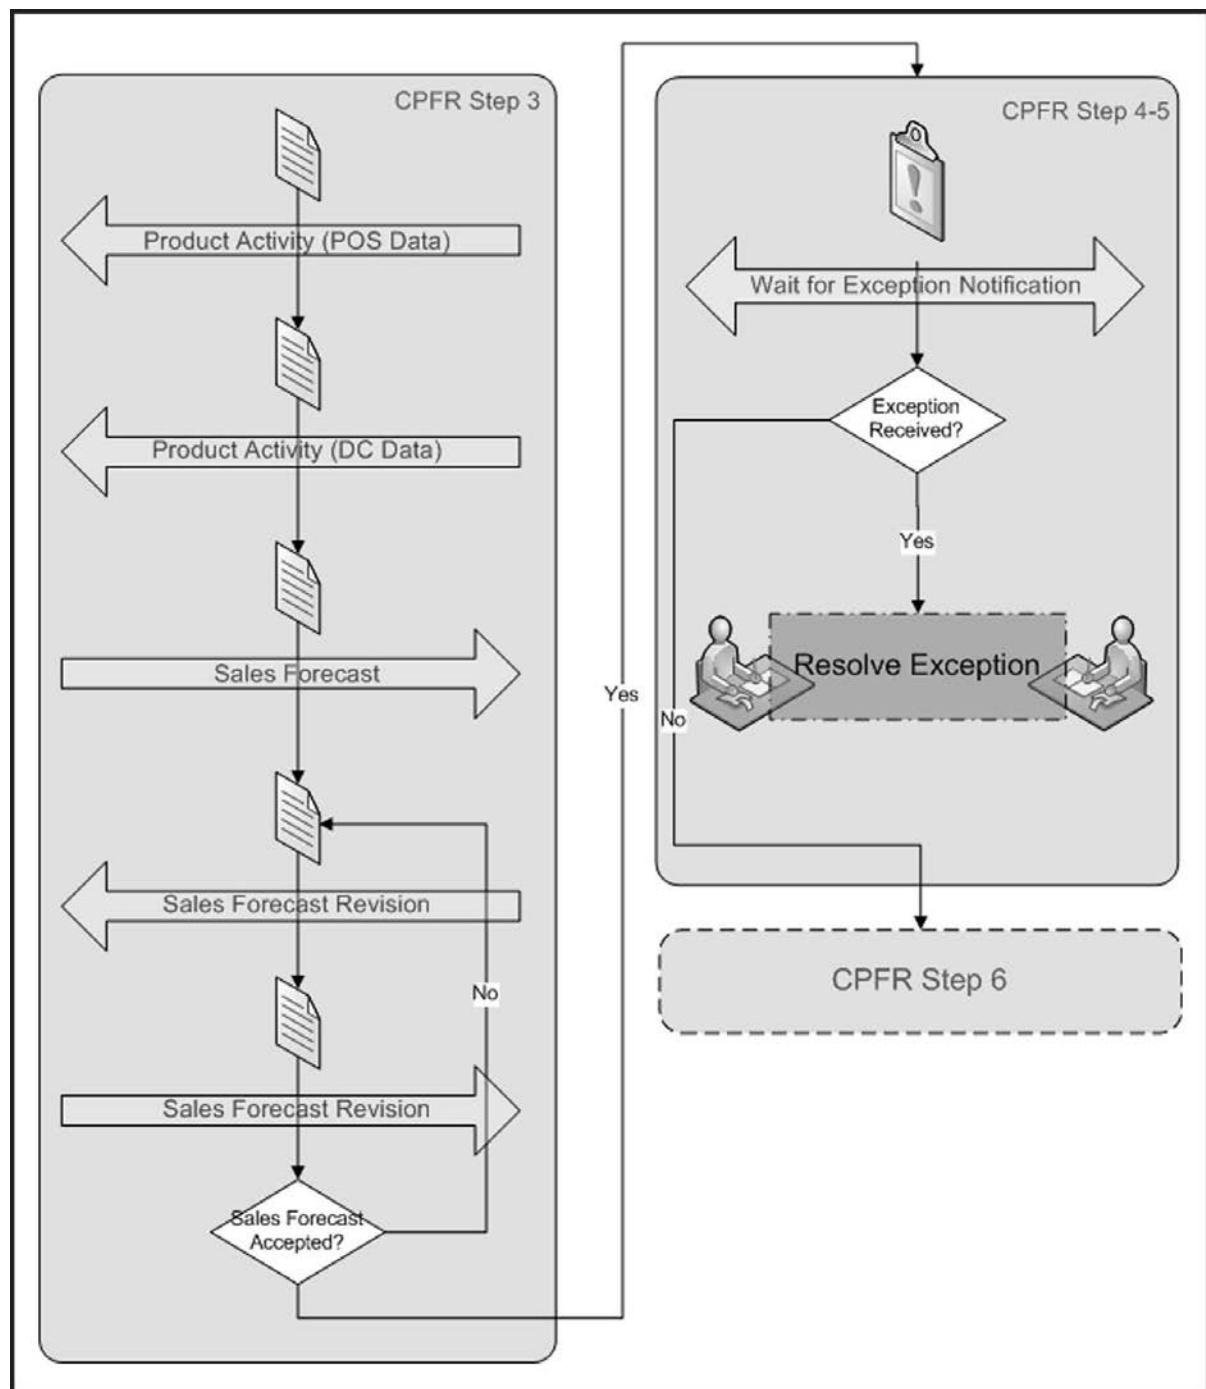 CPFR Step 3
Product Activity (POS Data)
Product Activity (DC Data)
Sales Forecast
Sales Forecast Revision
No
Sales Forecast Revision
Sales Forecast
Accepted?
Yes
CPFR Step 4-5
Wait for Exception Notification
Exception
Received?
Yes
Resolve Exception
No
CPFR Step 6